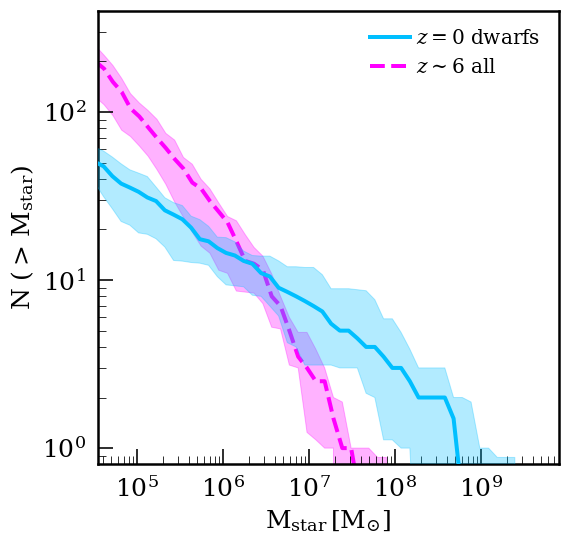 z = 0 dwarfs
z ~ 6 all
10²
10¹
10⁰
N ( > M_star)
10⁵ 10⁶ 10⁷ 10⁸ 10⁹
M_star [M_⊙]